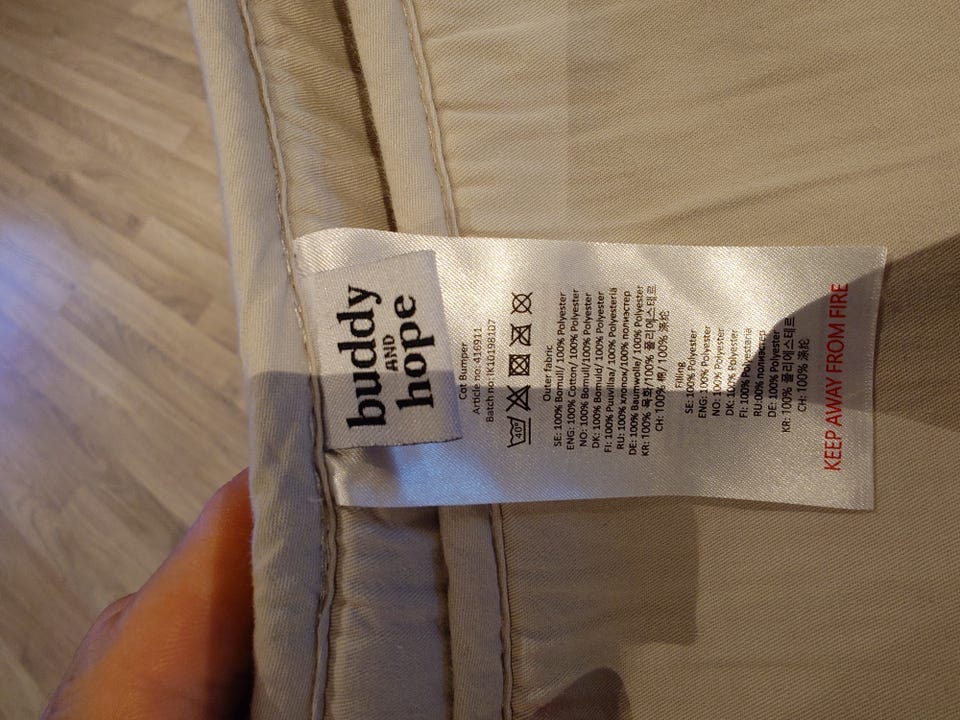 buddy
AND
hope
Cot Bumper
Article no: 416911
Batch no:IK10198107
40°
Outer fabric
SE: 100% Bomull/ 100% Polyester
ENG: 100% Cotton/ 100% Polyester
NO: 100% Bomull/ 100% Polyester
DK: 100% Bomuld/ 100% Polyester
FI: 100% Puuvillaa/ 100% Polyesteriä
RU: 100% хлопок/100% полиэстер
DE: 100% Baumwolle/ 100% Polyester
KR: 100% 목화/100% 폴리에스테르
CH: 100% 棉/ 100% 涤纶
Filling
SE: 100% Polyester
ENG: 100% Polyester
NO: 100% Polyester
DK: 100% Polyester
FI: 100% Polyesteriä
RU:100% полиэстер
DE: 100% Polyester
KR: 100% 폴리에스테르
CH: 100% 涤纶
KEEP AWAY FROM FIRE